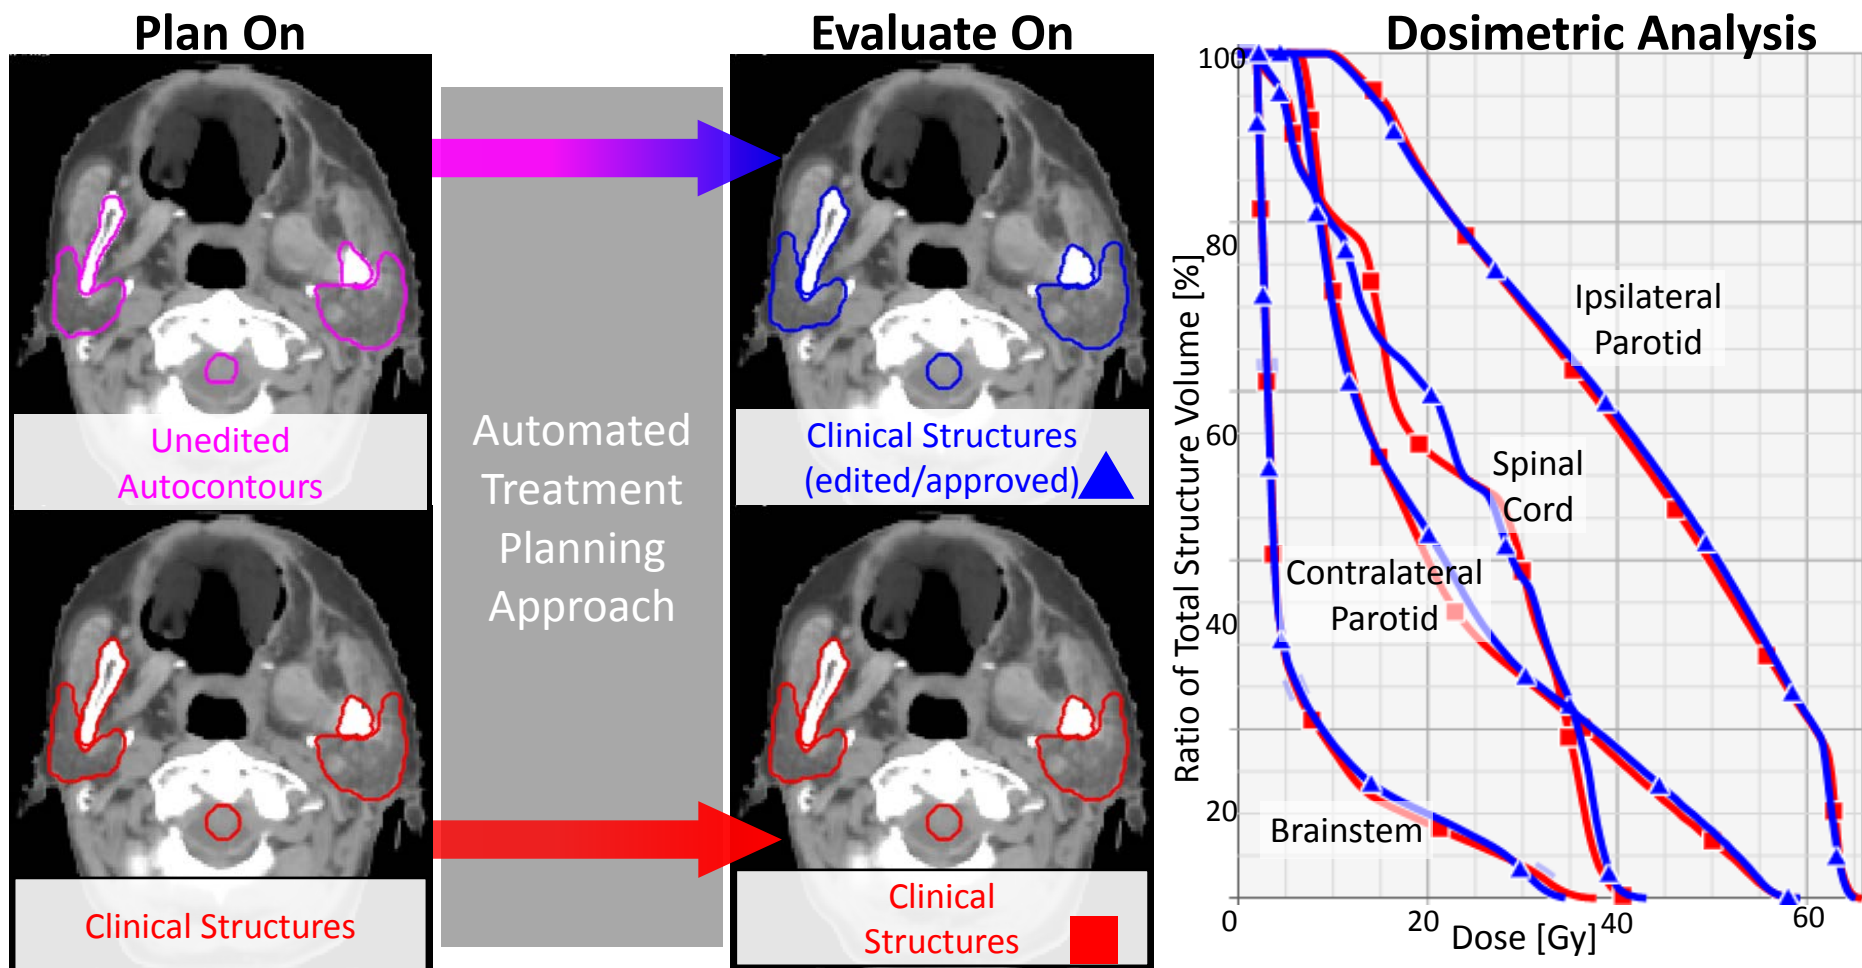 Plan On
Evaluate On
Dosimetric Analysis
Unedited
Autocontours
Automated
Treatment
Planning
Approach
Clinical Structures
(edited/approved)
Clinical Structures
Clinical
Structures
Ratio of Total Structure Volume [%]
100
80
60
40
20
0
20
40
60
Dose [Gy]
Ipsilateral
Parotid
Spinal
Cord
Contralateral
Parotid
Brainstem